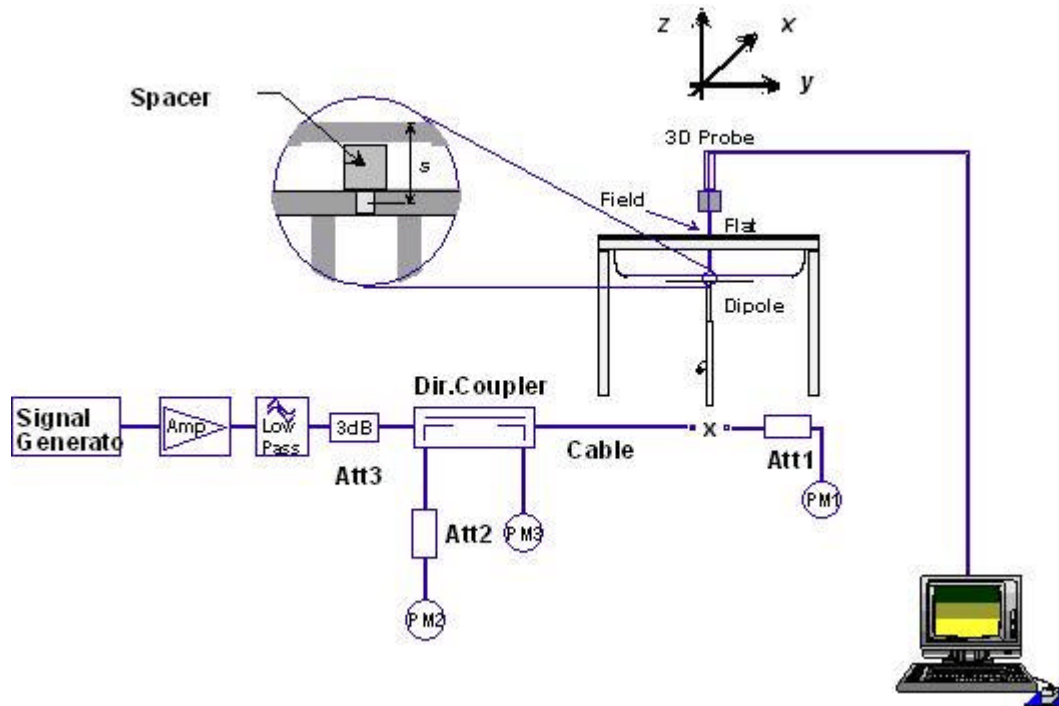 z
x
y
Spacer
s
3D Probe
Field
Flat
Dipole
Dir.Coupler
Signal
Generato
Amp
Low
Pass
3dB
Att3
Cable
x
Att1
PM1
Att2
PM3
PM2